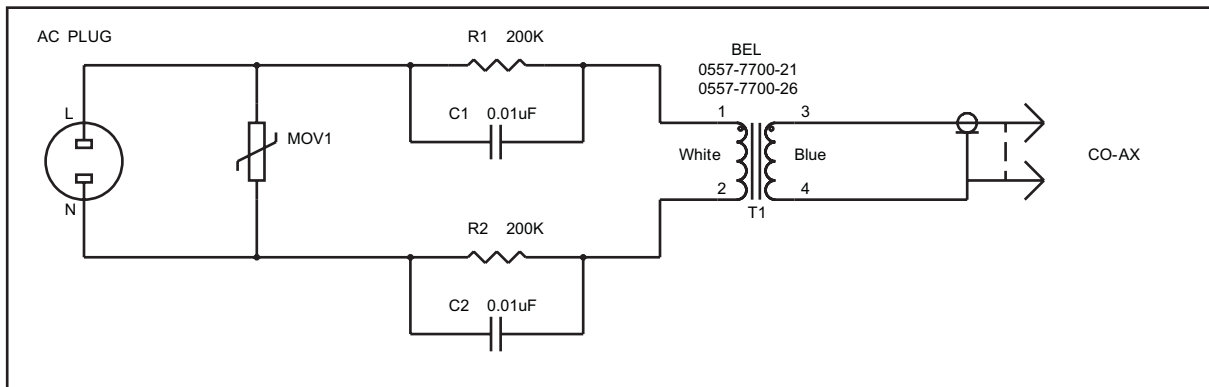 AC PLUG
R1 200K
BEL
0557-7700-21
0557-7700-26
L
C1 0.01uF
1 3
MOV1
White Blue
CO-AX
N
2 4
T1
R2 200K
C2 0.01uF